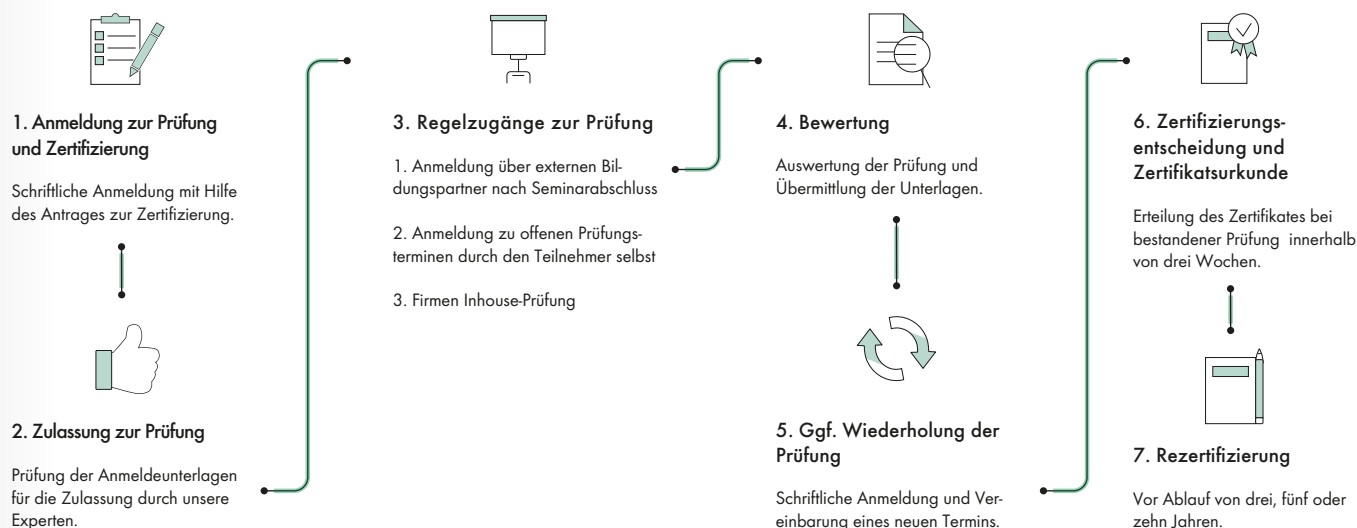 1. Anmeldung zur Prüfung
und Zertifizierung
Schriftliche Anmeldung mit Hilfe
des Antrages zur Zertifizierung.
2. Zulassung zur Prüfung
Prüfung der Anmeldeunterlagen
für die Zulassung durch unsere
Experten.
3. Regelzugänge zur Prüfung
1. Anmeldung über externen Bil-
dungspartner nach Seminarabschluss
2. Anmeldung zu offenen Prüfungs-
terminen durch den Teilnehmer selbst
3. Firmen Inhouse-Prüfung
4. Bewertung
Auswertung der Prüfung und
Übermittlung der Unterlagen.
5. Ggf. Wiederholung der
Prüfung
Schriftliche Anmeldung und Ver-
einbarung eines neuen Termins.
6. Zertifizierungs-
entscheidung und
Zertifikatsurkunde
Erteilung des Zertifikates bei
bestandener Prüfung innerhalb
von drei Wochen.
7. Rezertifizierung
Vor Ablauf von drei, fünf oder
zehn Jahren.